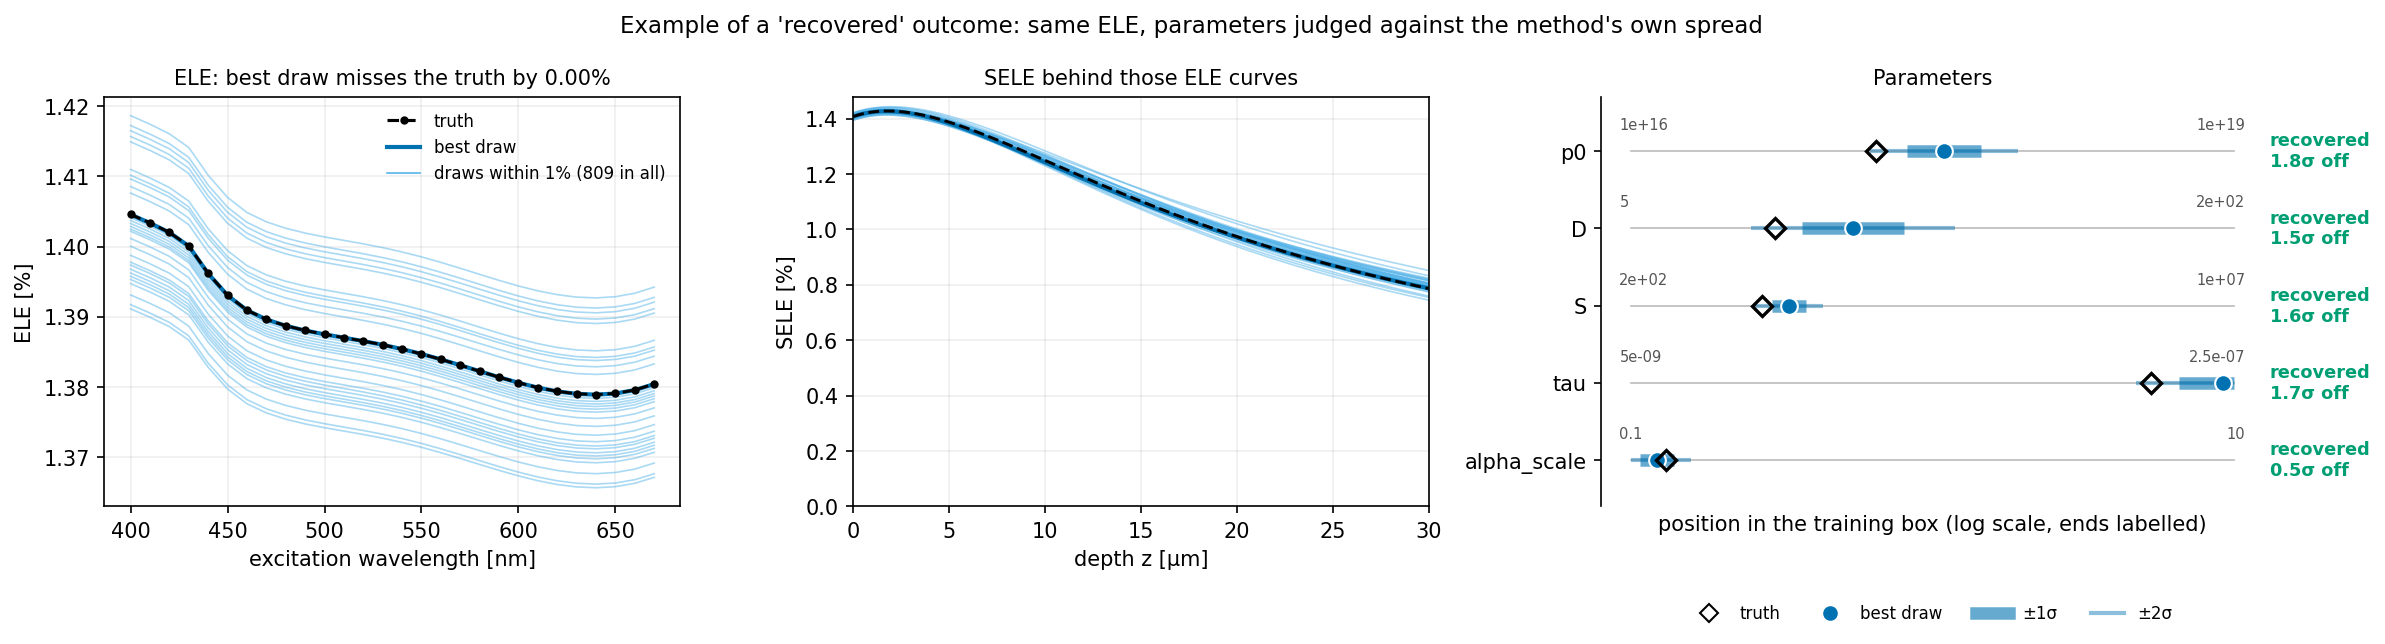 Example of a 'recovered' outcome: same ELE, parameters judged against the method's own spread
ELE: best draw misses the truth by 0.00%
1.42
1.41
1.40
1.39
1.38
1.37
ELE [%]
400
450
500
550
600
650
excitation wavelength [nm]
truth
best draw
draws within 1% (809 in all)
SELE behind those ELE curves
1.4
1.2
1.0
0.8
0.6
0.4
0.2
0.0
SELE [%]
0
5
10
15
20
25
30
depth z [µm]
Parameters
p0
1e+16
1e+19
recovered
1.8σ off
D
5
2e+02
recovered
1.5σ off
S
2e+02
1e+07
recovered
1.6σ off
tau
5e-09
2.5e-07
recovered
1.7σ off
alpha_scale
0.1
10
recovered
0.5σ off
position in the training box (log scale, ends labelled)
truth
best draw
±1σ
±2σ